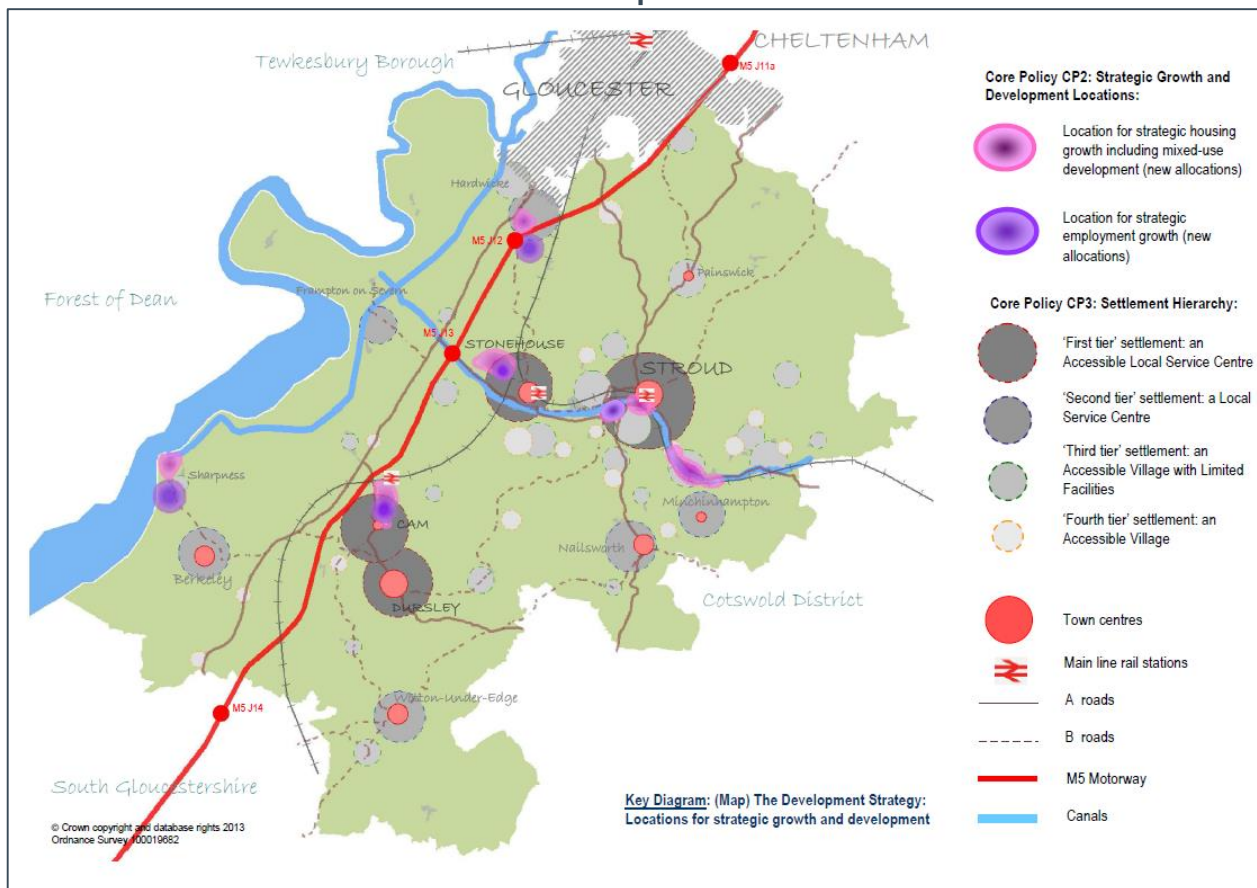 Tewkesbury Borough
CHELTENHAM
M5 J11a
GLOUCESTER
Hardwicke
M5 J12
Painswick
Forest of Dean
Frampton on Severn
M5 J13
STONEHOUSE
STROUD
Sharpness
Minchinhampton
CAM
Nailsworth
Berkeley
DURSLEY
Cotswold District
Wotton-Under-Edge
M5 J14
South Gloucestershire
© Crown copyright and database rights 2013
Ordnance Survey 100019682
Key Diagram: (Map) The Development Strategy:
Locations for strategic growth and development
Core Policy CP2: Strategic Growth and
Development Locations:
Location for strategic housing
growth including mixed-use
development (new allocations)
Location for strategic
employment growth (new
allocations)
Core Policy CP3: Settlement Hierarchy:
‘First tier’ settlement: an
Accessible Local Service Centre
‘Second tier’ settlement: a Local
Service Centre
‘Third tier’ settlement: an
Accessible Village with Limited
Facilities
‘Fourth tier’ settlement: an
Accessible Village
Town centres
Main line rail stations
A roads
B roads
M5 Motorway
Canals